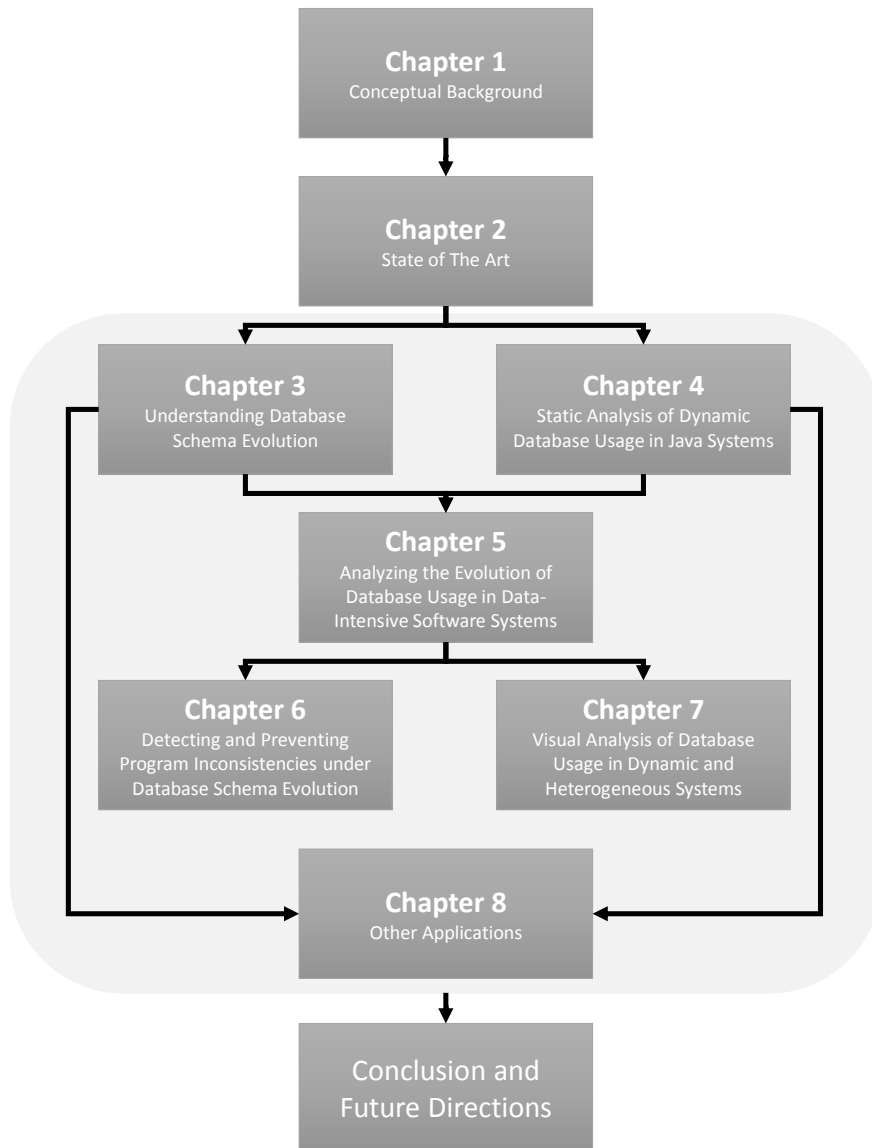 Chapter 1
Conceptual Background
Chapter 2
State of The Art
Chapter 3
Understanding Database
Schema Evolution
Chapter 4
Static Analysis of Dynamic
Database Usage in Java Systems
Chapter 5
Analyzing the Evolution of
Database Usage in Data-
Intensive Software Systems
Chapter 6
Detecting and Preventing
Program Inconsistencies under
Database Schema Evolution
Chapter 7
Visual Analysis of Database
Usage in Dynamic and
Heterogeneous Systems
Chapter 8
Other Applications
Conclusion and
Future Directions